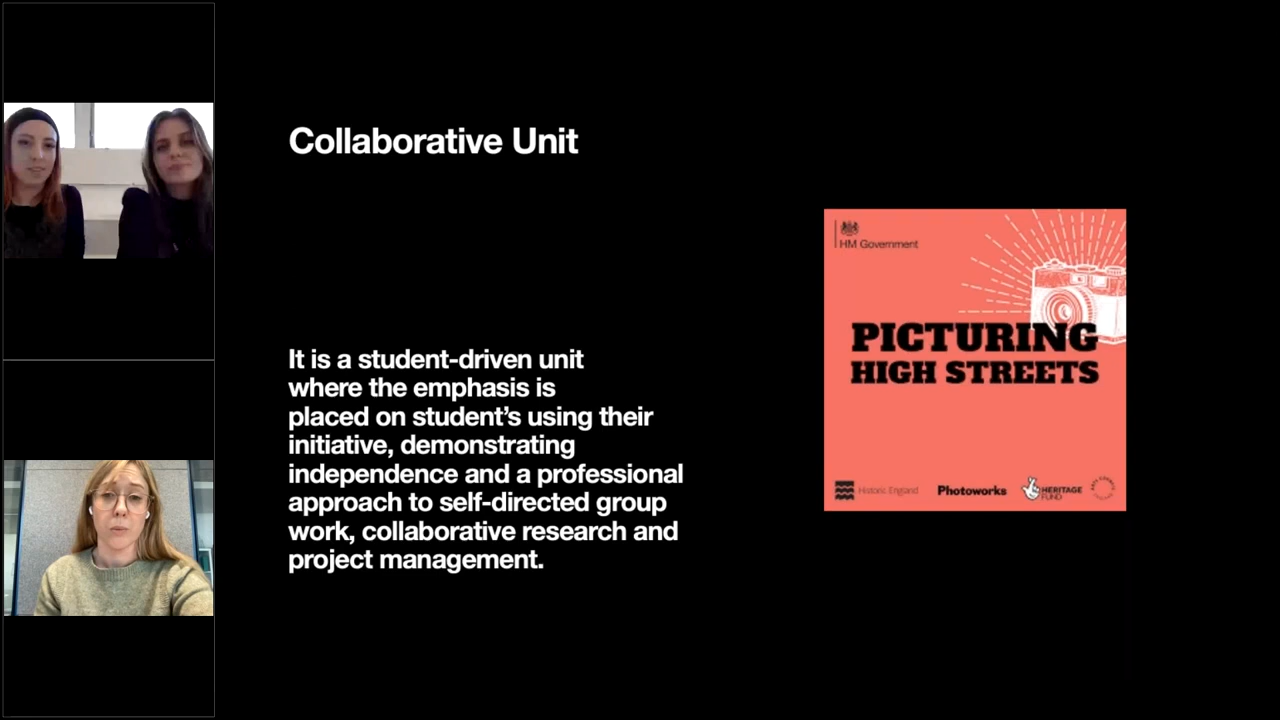 Collaborative Unit
It is a student-driven unit
where the emphasis is
placed on student’s using their
initiative, demonstrating
independence and a professional
approach to self-directed group
work, collaborative research and
project management.
HM Government
PICTURING
HIGH STREETS
Historic England
Photoworks
HERITAGE
FUND